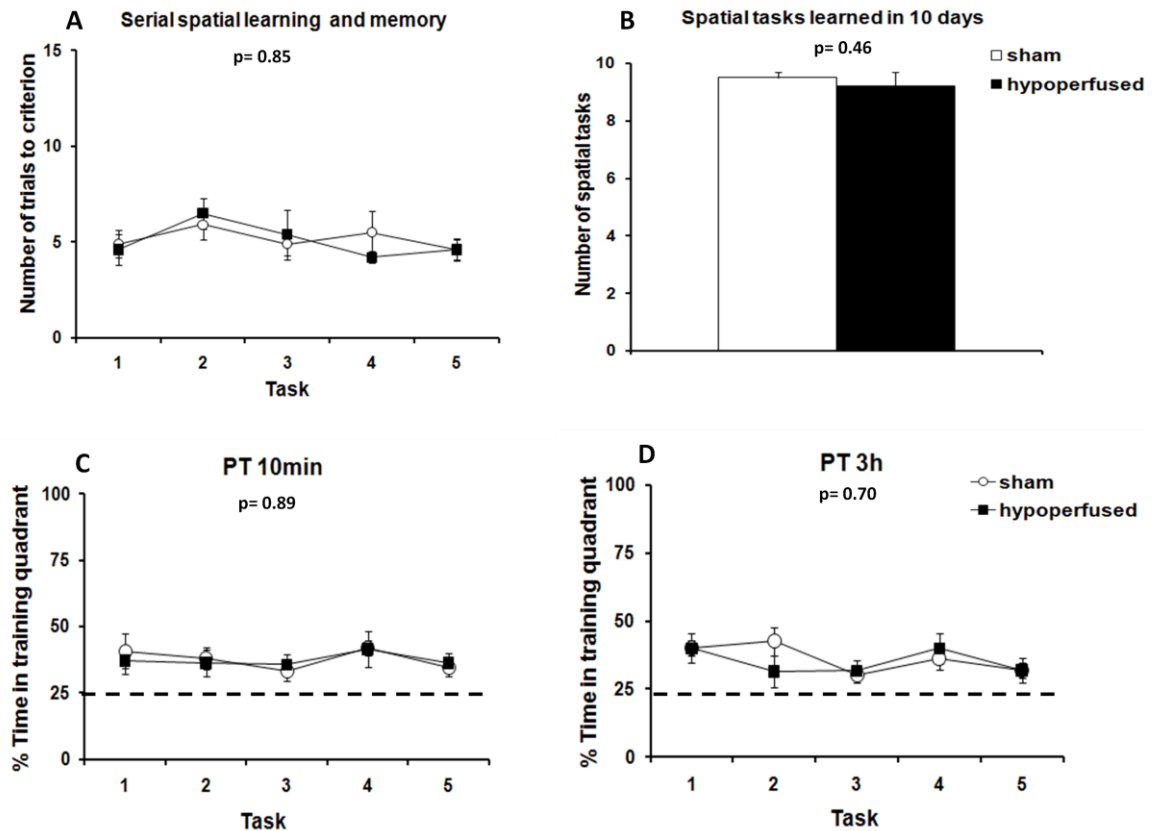 A
Serial spatial learning and memory
p= 0.85
Number of trials to criterion
15
10
5
0
1 2 3 4 5
Task
B
Spatial tasks learned in 10 days
p= 0.46
sham
hypoperfused
Number of spatial tasks
10
8
6
4
2
0
C
PT 10min
p= 0.89
% Time in training quadrant
100
75
50
25
0
1 2 3 4 5
Task
D
PT 3h
p= 0.70
sham
hypoperfused
% Time in training quadrant
100
75
50
25
0
1 2 3 4 5
Task